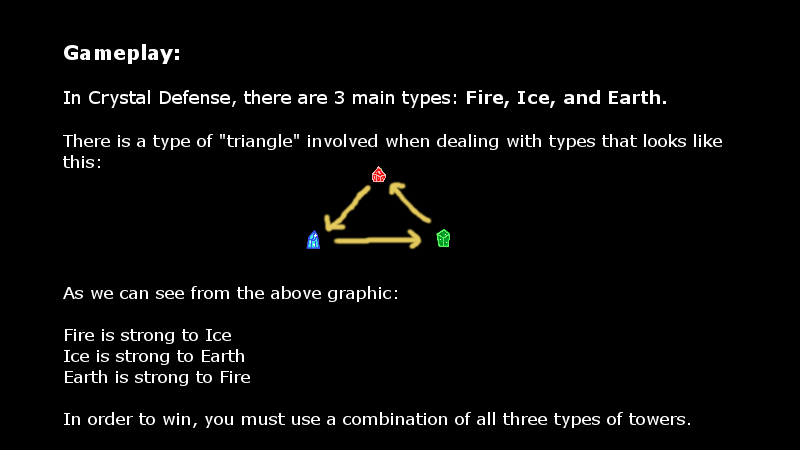 Gameplay:
In Crystal Defense, there are 3 main types: Fire, Ice, and Earth.
There is a type of "triangle" involved when dealing with types that looks like
this:
As we can see from the above graphic:
Fire is strong to Ice
Ice is strong to Earth
Earth is strong to Fire
In order to win, you must use a combination of all three types of towers.